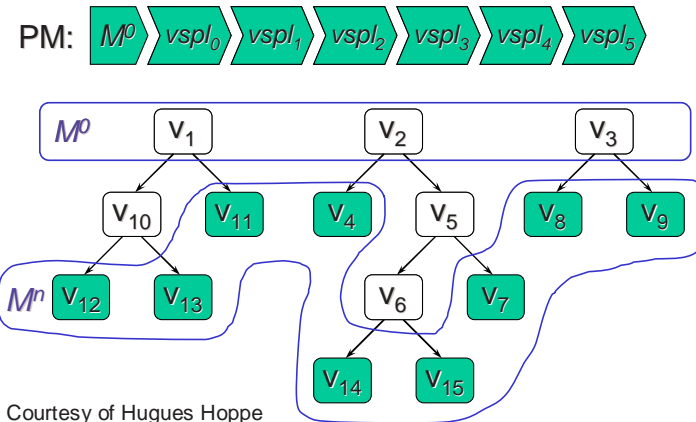 PM: M⁰ vspl₀ vspl₁ vspl₂ vspl₃ vspl₄ vspl₅
M⁰ v₁ v₂ v₃
v₁₀ v₁₁ v₄ v₅ v₈ v₉
Mⁿ v₁₂ v₁₃ v₆ v₇
v₁₄ v₁₅
Courtesy of Hugues Hoppe